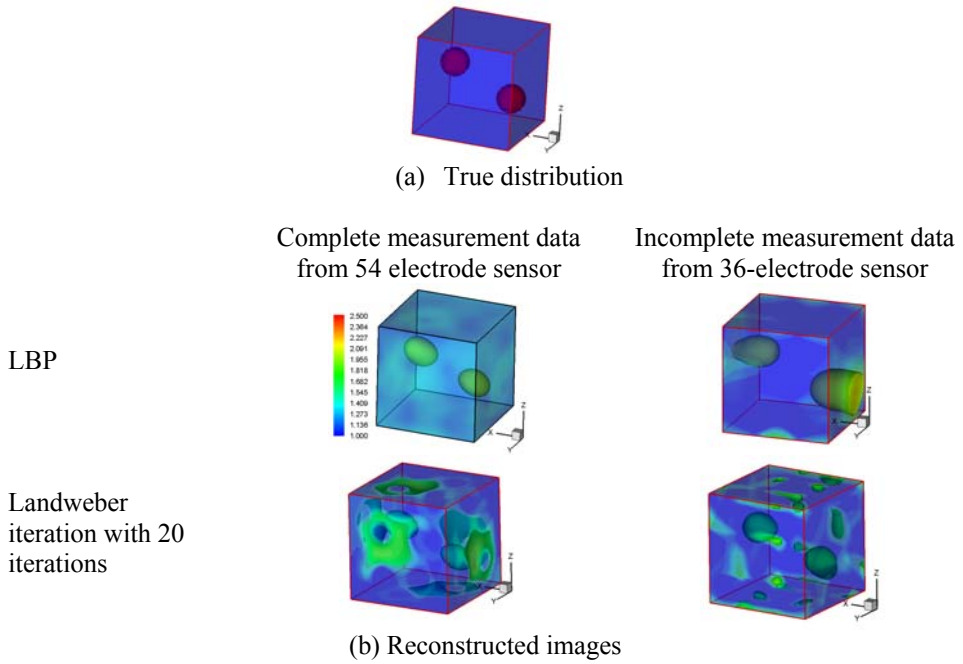 (a) True distribution
Complete measurement data
from 54 electrode sensor
Incomplete measurement data
from 36-electrode sensor
LBP
2.500
2.364
2.227
2.091
1.955
1.818
1.682
1.545
1.409
1.273
1.136
1.000
X
Y
Z
X
Y
Z
Landweber
iteration with 20
iterations
X
Y
Z
X
Y
Z
(b) Reconstructed images